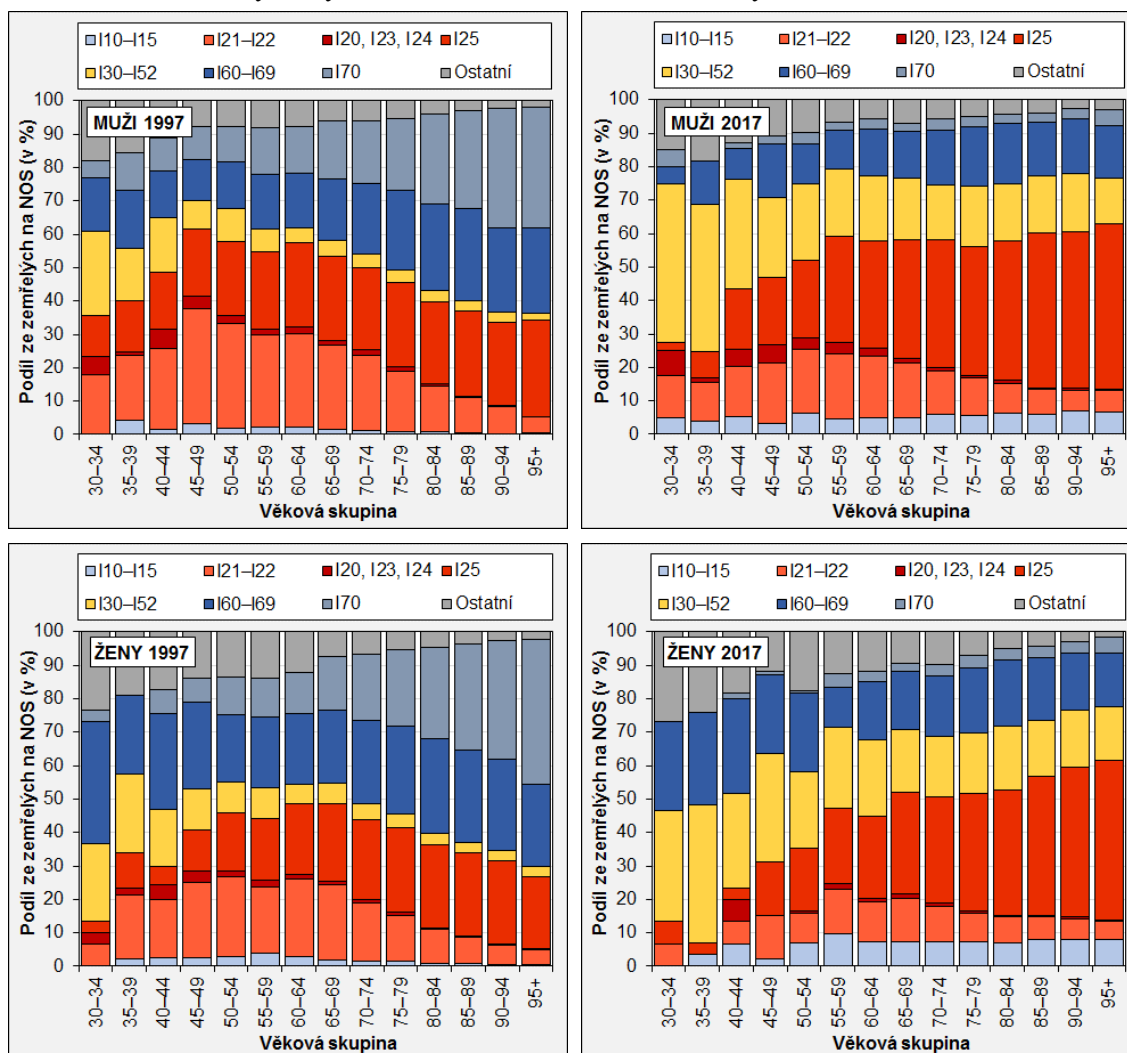 I10–I15 I21–I22 I20, I23, I24 I25
I30–I52 I60–I69 I70 Ostatní
MUŽI 1997
Podíl ze zemřelých na NOS (v %)
100
90
80
70
60
50
40
30
20
10
0
30–34 35–39 40–44 45–49 50–54 55–59 60–64 65–69 70–74 75–79 80–84 85–89 90–94 95+
Věková skupina
I10–I15 I21–I22 I20, I23, I24 I25
I30–I52 I60–I69 I70 Ostatní
MUŽI 2017
Podíl ze zemřelých na NOS (v %)
100
90
80
70
60
50
40
30
20
10
0
30–34 35–39 40–44 45–49 50–54 55–59 60–64 65–69 70–74 75–79 80–84 85–89 90–94 95+
Věková skupina
I10–I15 I21–I22 I20, I23, I24 I25
I30–I52 I60–I69 I70 Ostatní
ŽENY 1997
Podíl ze zemřelých na NOS (v %)
100
90
80
70
60
50
40
30
20
10
0
30–34 35–39 40–44 45–49 50–54 55–59 60–64 65–69 70–74 75–79 80–84 85–89 90–94 95+
Věková skupina
I10–I15 I21–I22 I20, I23, I24 I25
I30–I52 I60–I69 I70 Ostatní
ŽENY 2017
Podíl ze zemřelých na NOS (v %)
100
90
80
70
60
50
40
30
20
10
0
30–34 35–39 40–44 45–49 50–54 55–59 60–64 65–69 70–74 75–79 80–84 85–89 90–94 95+
Věková skupina